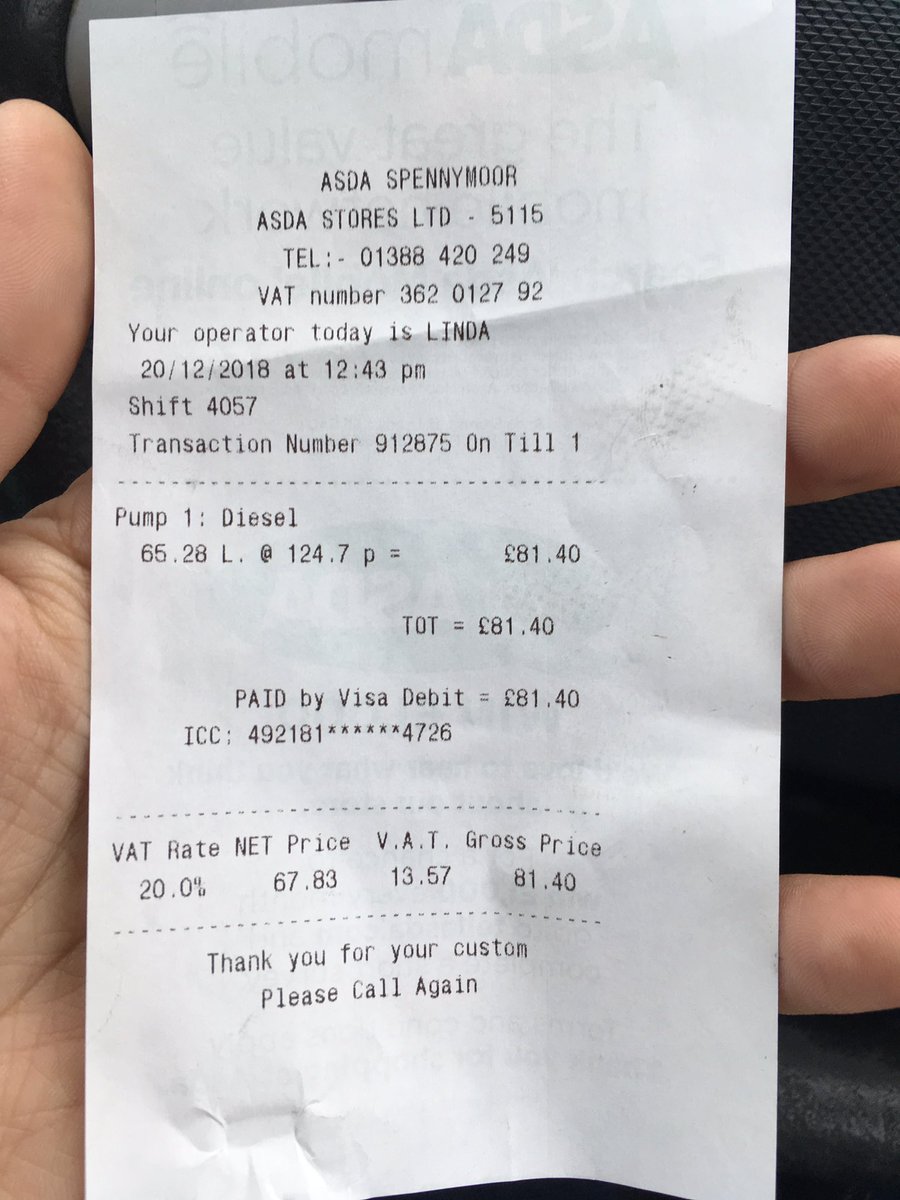 ASDA SPENNYMOOR
ASDA STORES LTD - 5115
TEL:- 01388 420 249
VAT number 362 0127 92
Your operator today is LINDA
20/12/2018 at 12:43 pm
Shift 4057
Transaction Number 912875 On Till 1
Pump 1: Diesel
65.28 L. @ 124.7 p = £81.40
TOT = £81.40
PAID by Visa Debit = £81.40
ICC: 492181******4726
VAT Rate NET Price V.A.T. Gross Price
20.0% 67.83 13.57 81.40
Thank you for your custom
Please Call Again